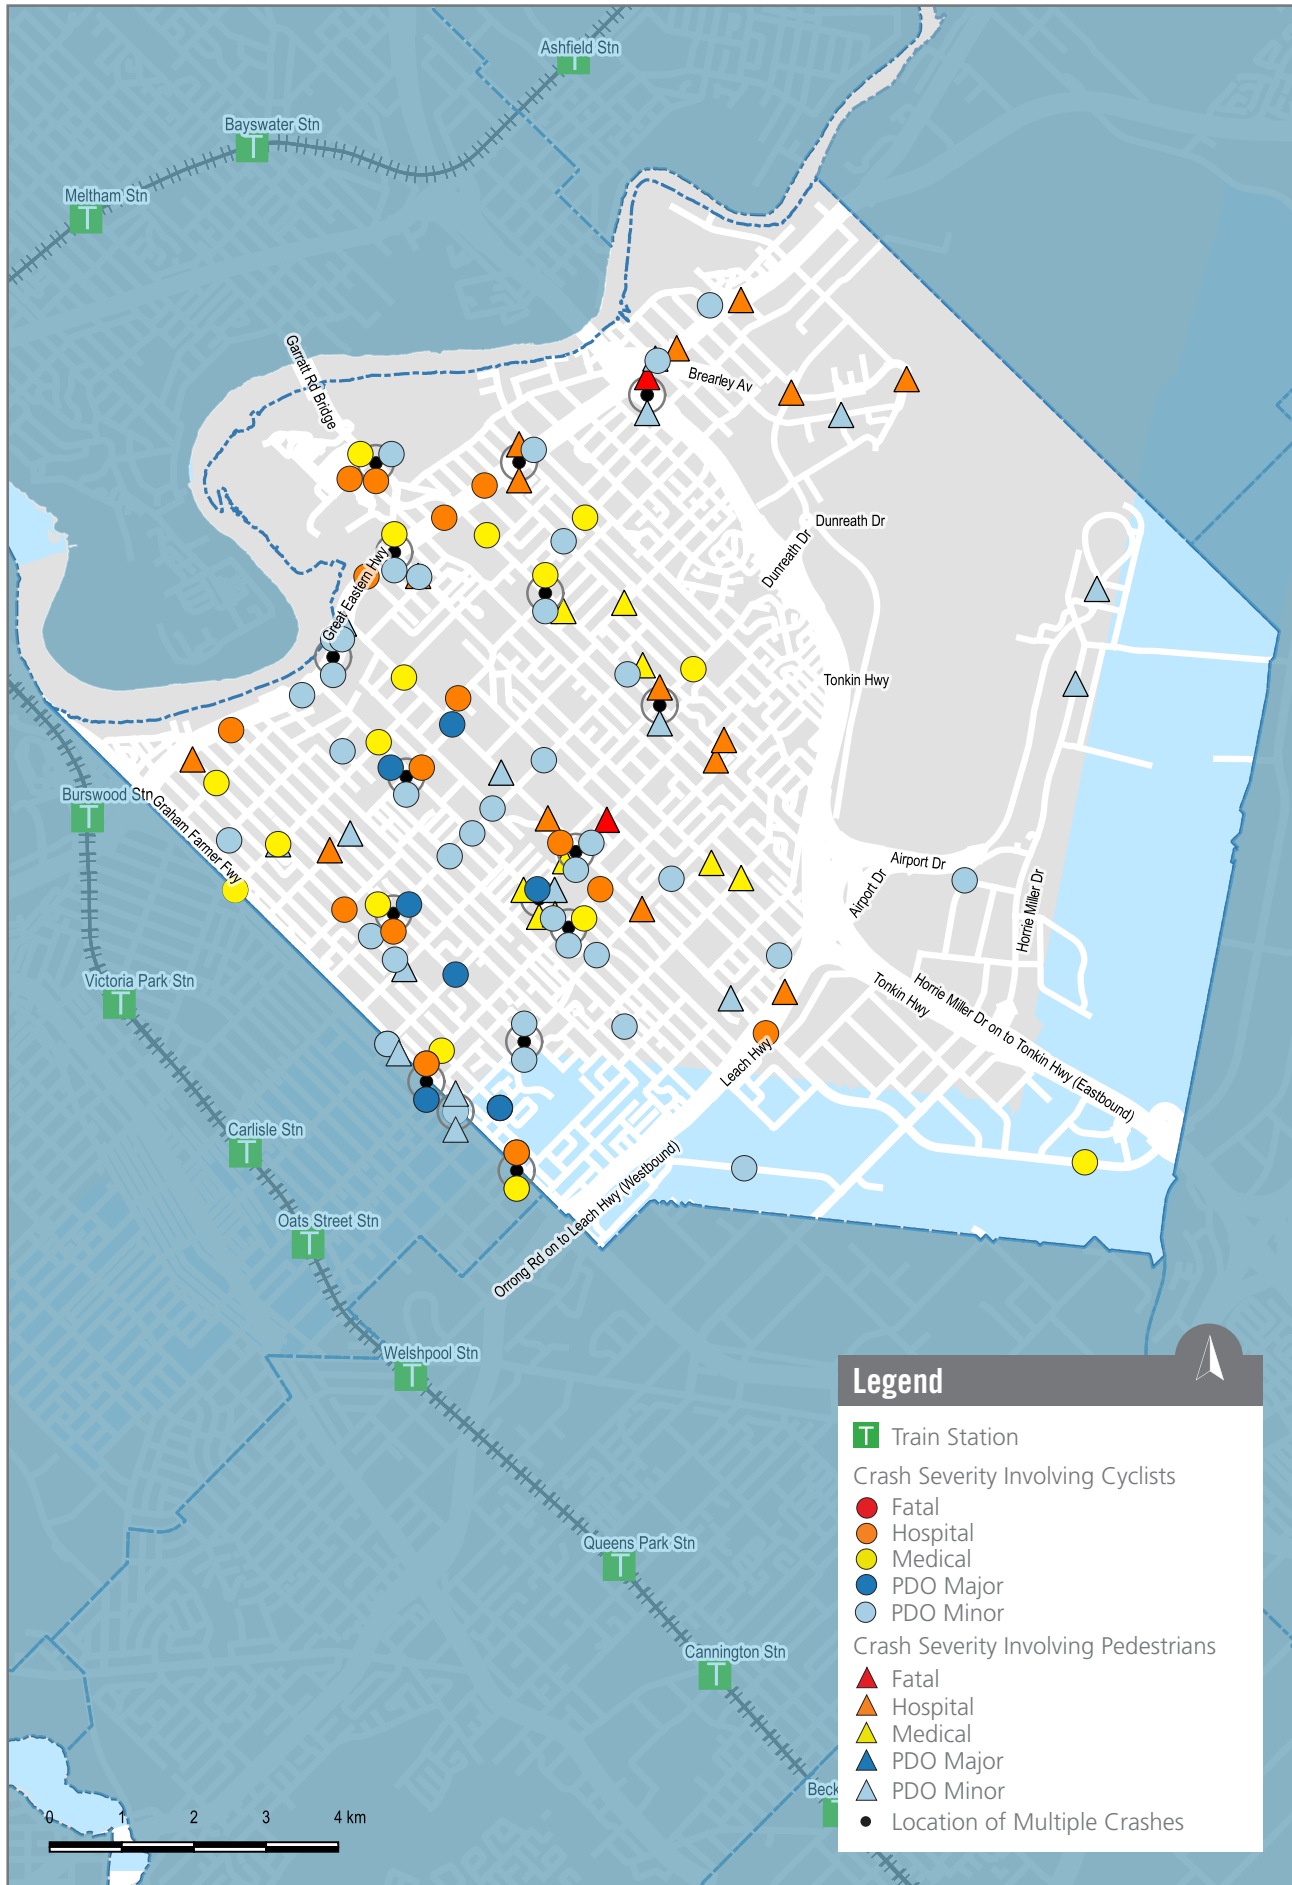 Ashfield Stn
T
Bayswater Stn
T
Meltham Stn
T
Garratt Rd Bridge
Brearley Av
Dunreath Dr
Dunreath Dr
Great Eastern Hwy
Tonkin Hwy
Burswood Stn
T
Graham Farmer Fwy
Airport Dr
Airport Dr
Horrie Miller Dr
Victoria Park Stn
T
Tonkin Hwy
Horrie Miller Dr on to Tonkin Hwy (Eastbound)
Leach Hwy
Carlisle Stn
T
Orrong Rd on to Leach Hwy (Westbound)
Oats Street Stn
T
Welshpool Stn
T
Queens Park Stn
T
Cannington Stn
T
Beck
Legend
T Train Station
Crash Severity Involving Cyclists
Fatal
Hospital
Medical
PDO Major
PDO Minor
Crash Severity Involving Pedestrians
Fatal
Hospital
Medical
PDO Major
PDO Minor
Location of Multiple Crashes
0 1 2 3 4 km